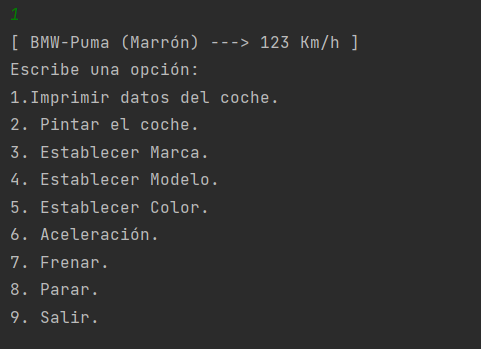 1
[ BMW-Puma (Marrón) ---> 123 Km/h ]
Escribe una opción:
1.Imprimir datos del coche.
2. Pintar el coche.
3. Establecer Marca.
4. Establecer Modelo.
5. Establecer Color.
6. Aceleración.
7. Frenar.
8. Parar.
9. Salir.